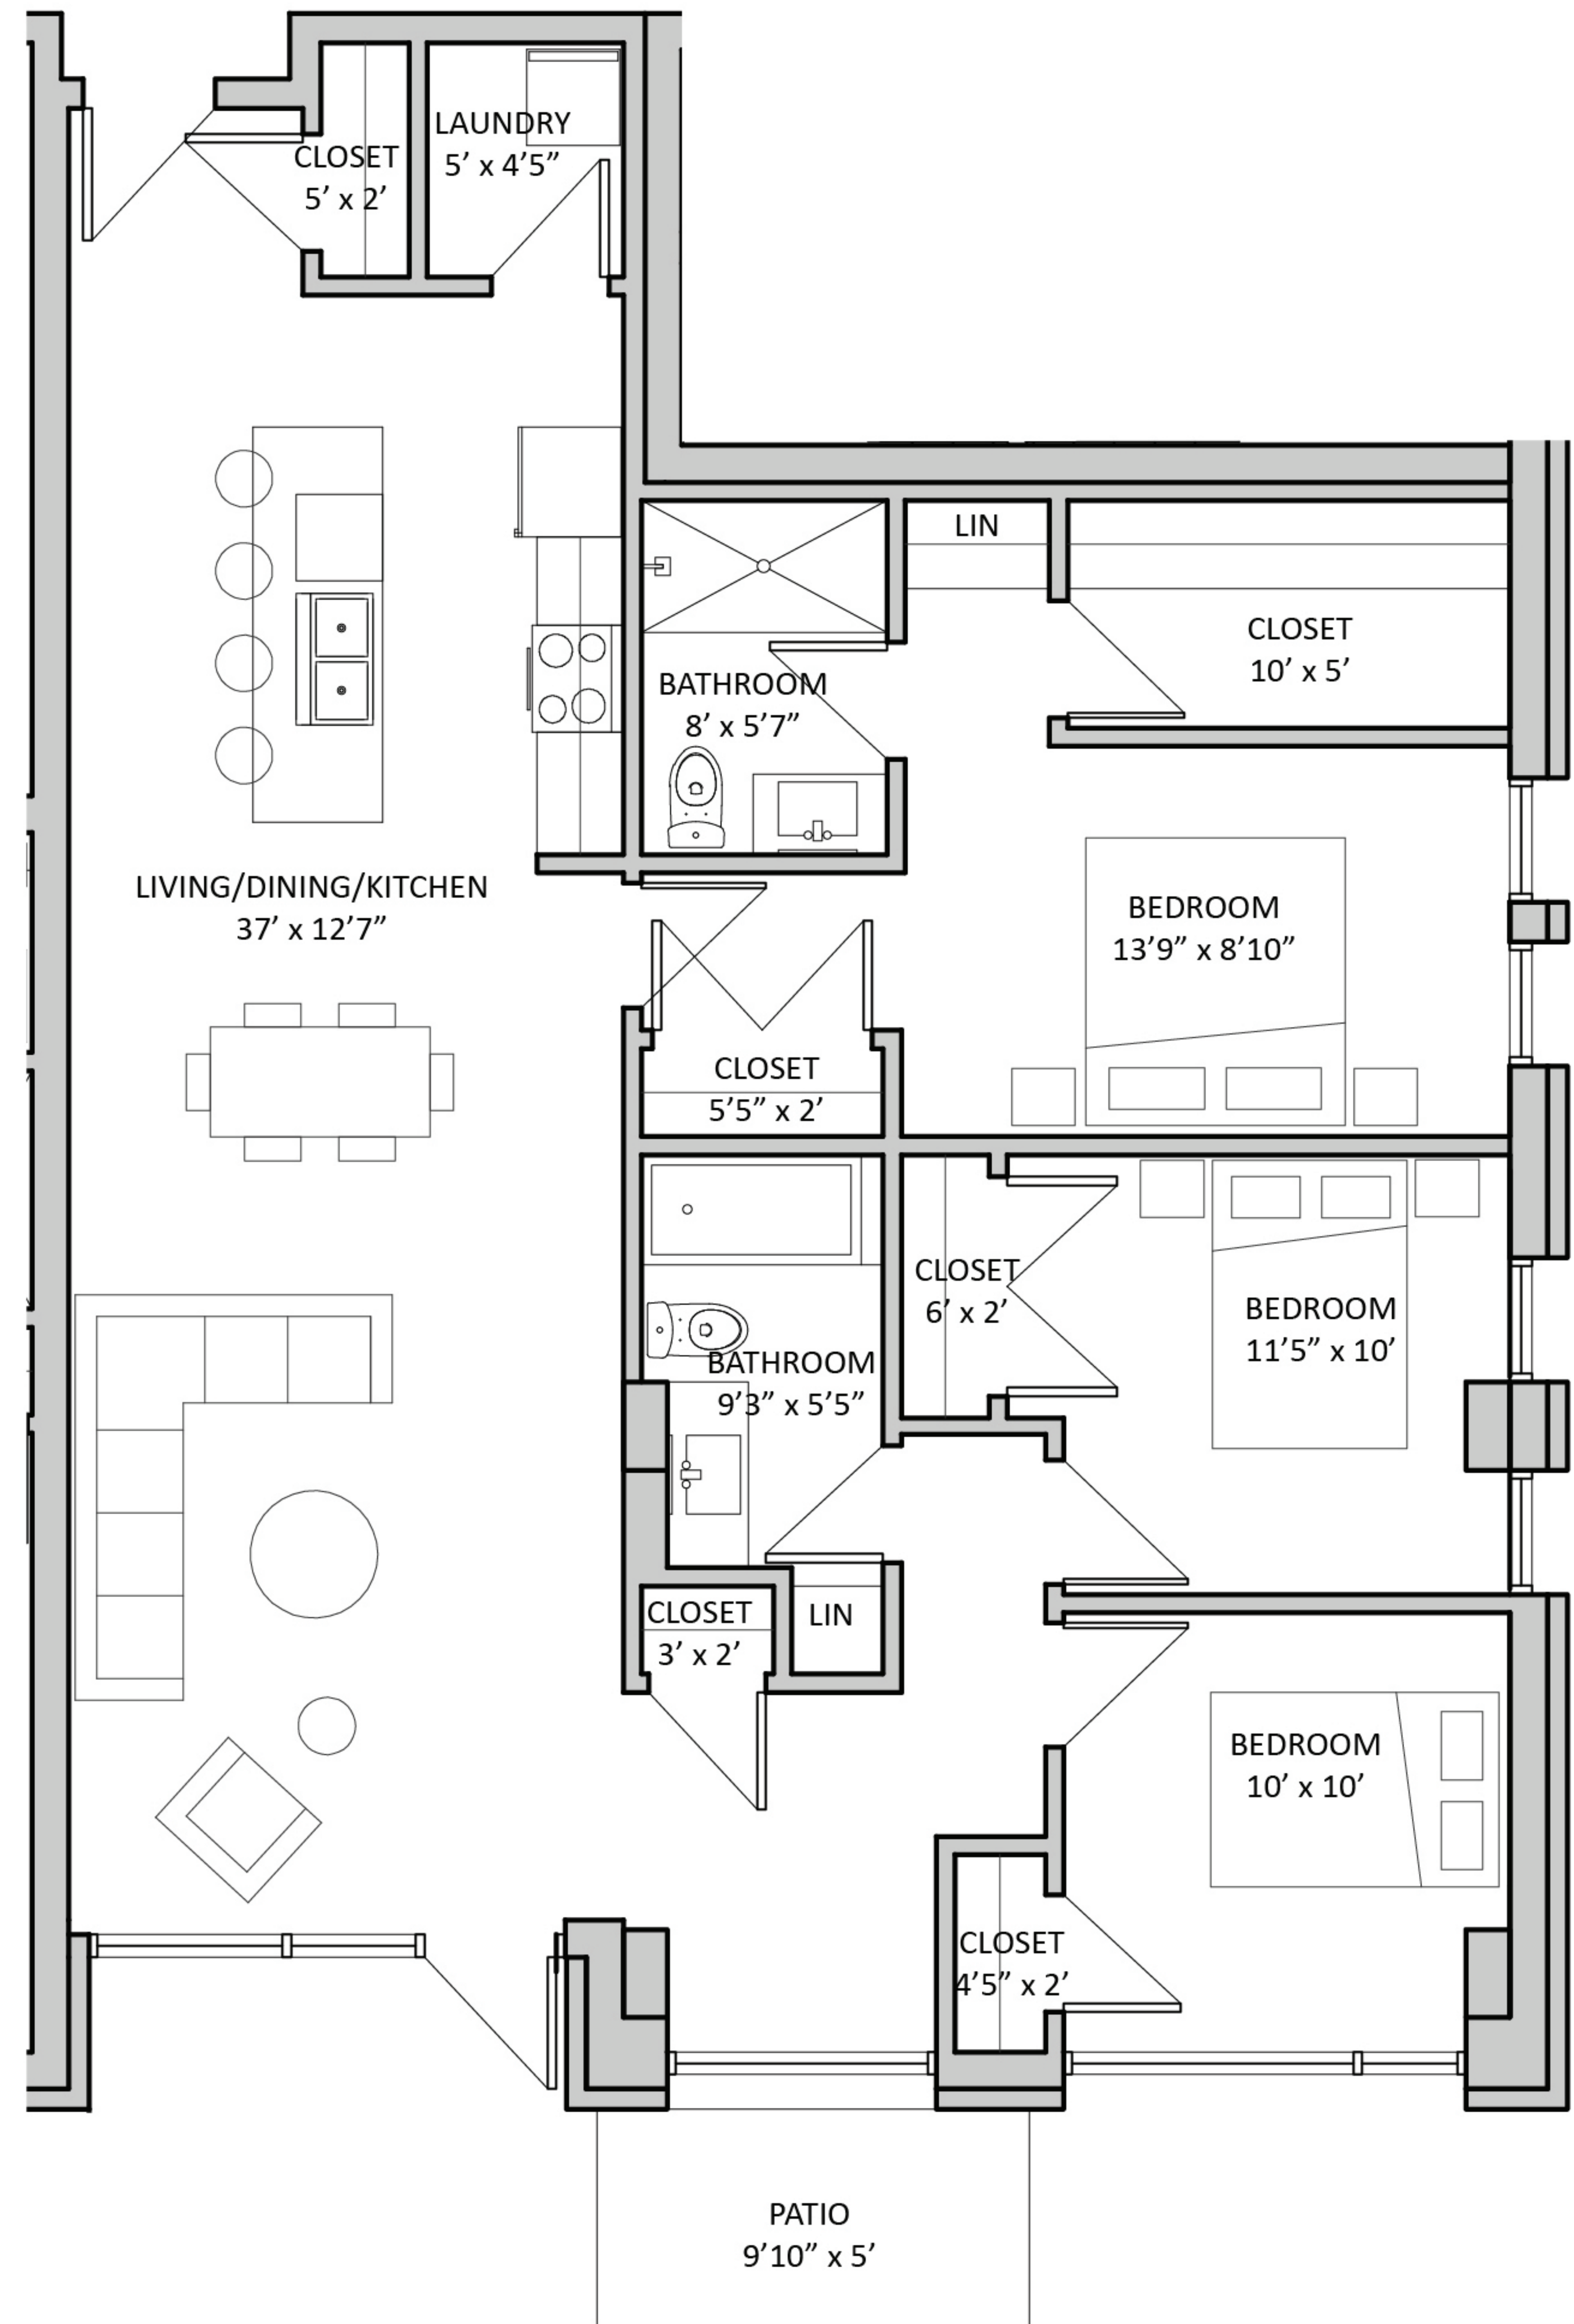 LAUNDRY
5’ x 4’5”
CLOSET
5’ x 2’
LIN
CLOSET
10’ x 5’
BATHROOM
8’ x 5’7”
LIVING/DINING/KITCHEN
37’ x 12’7”
BEDROOM
13’9” x 8’10”
CLOSET
5’5” x 2’
CLOSET
6’ x 2’
BEDROOM
11’5” x 10’
BATHROOM
9’3” x 5’5”
CLOSET
3’ x 2’
LIN
BEDROOM
10’ x 10’
CLOSET
4’5” x 2’
PATIO
9’10” x 5’